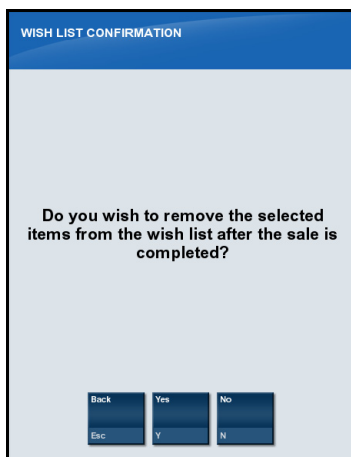 WISH LIST CONFIRMATION
Do you wish to remove the selected
items from the wish list after the sale is
completed?
Back Yes No
Esc Y N